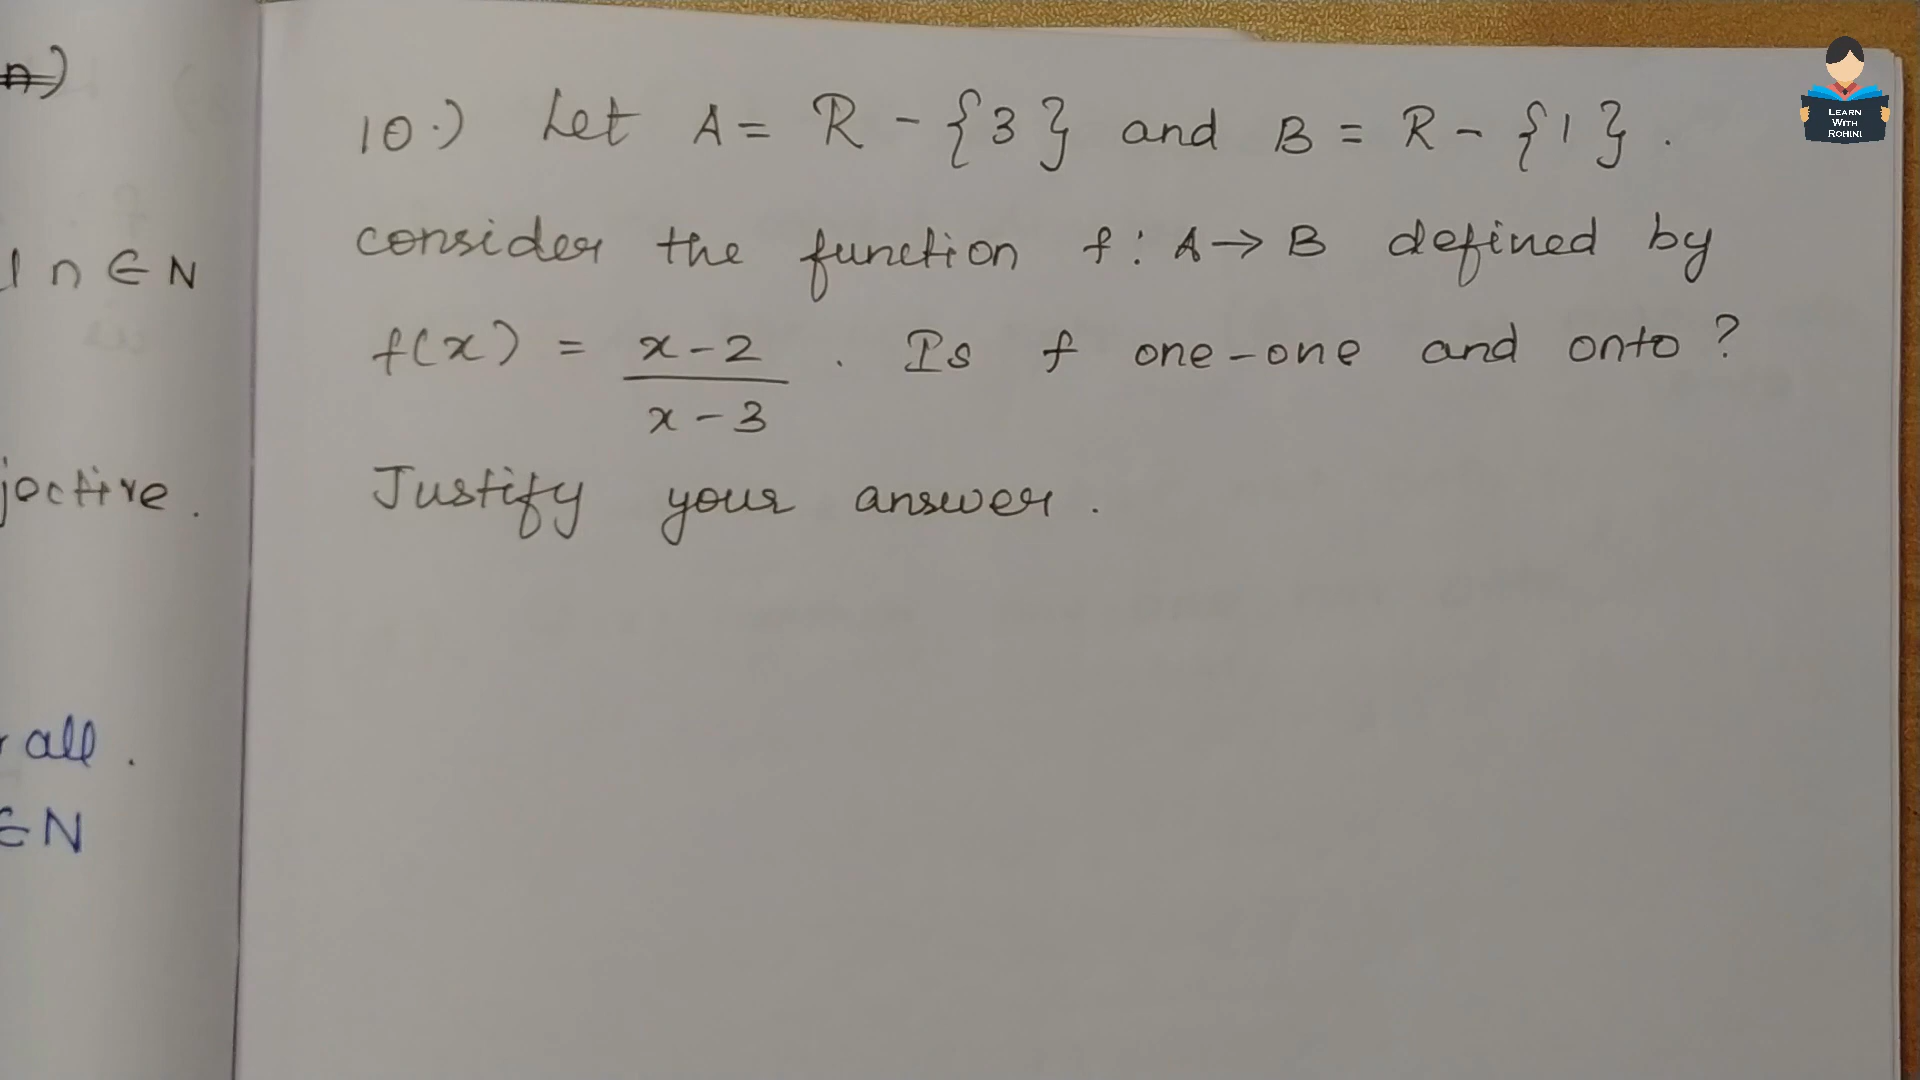 n)
n ∈ N
jective.
all.
∈ N
10.) Let A = R - {3} and B = R - {1}.
consider the function f: A → B defined by
f(x) = x-2 . Is f one-one and onto?
x-3
Justify your answer.
LEARN
WITH
ROHINI